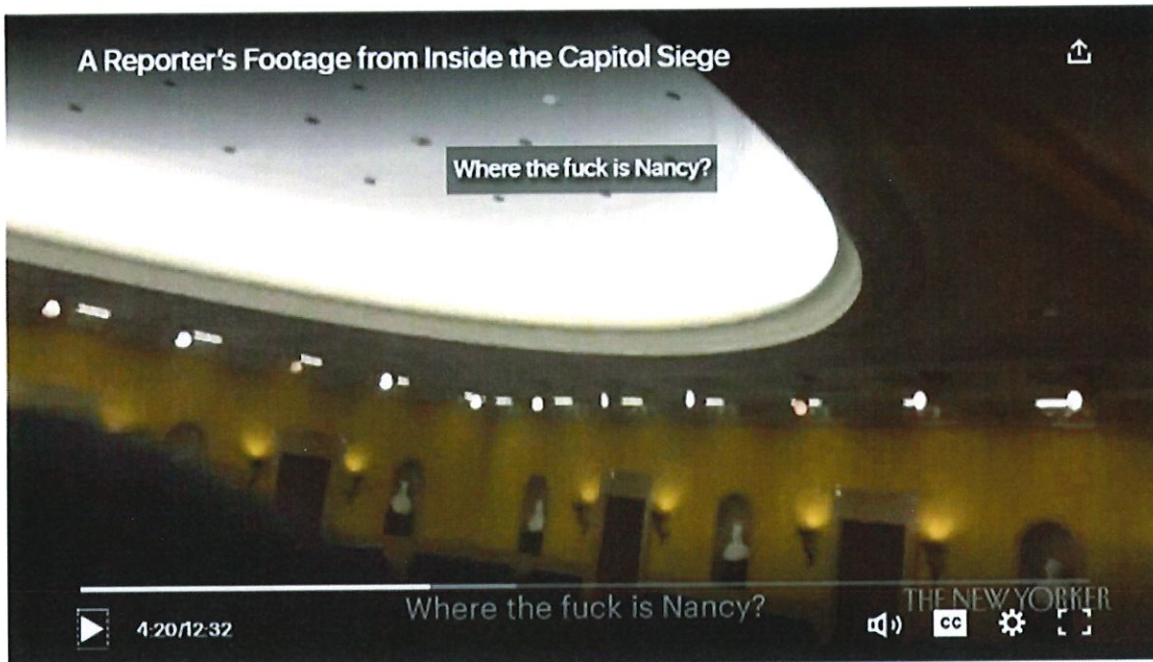 A Reporter's Footage from Inside the Capitol Siege
Where the fuck is Nancy?
Where the fuck is Nancy?
THE NEW YORKER
4:20/12:32
CC